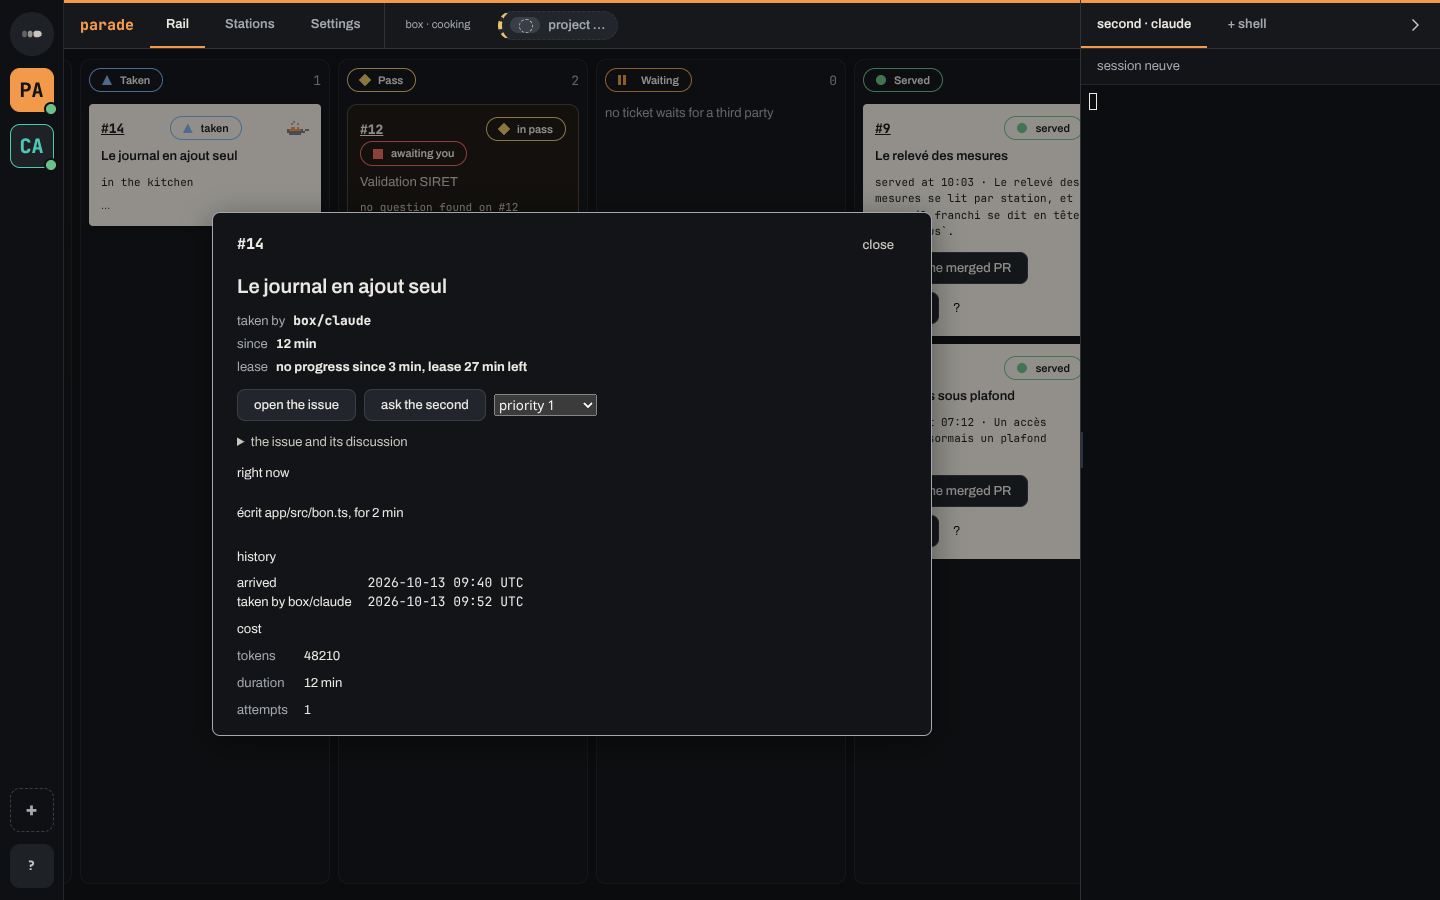 parade
Rail
Stations
Settings
box · cooking
project ...
second · claude
+ shell
session neuve
PA
CA
+
?
Taken
1
#14
taken
Le journal en ajout seul
in the kitchen
...
Pass
2
#12
in pass
awaiting you
Validation SIRET
no question found on #12
Waiting
0
no ticket waits for a third party
Served
#9
served
Le relevé des mesures
served at 10:03 · Le relevé des
mesures se lit par station, et
franchi se dit en tête
us`.
ne merged PR
?
served
s sous plafond
07:12 · Un accès
sormais un plafond
ne merged PR
?
#14
close
Le journal en ajout seul
taken by box/claude
since 12 min
lease no progress since 3 min, lease 27 min left
open the issue
ask the second
priority 1
the issue and its discussion
right now
écrit app/src/bon.ts, for 2 min
history
arrived 2026-10-13 09:40 UTC
taken by box/claude 2026-10-13 09:52 UTC
cost
tokens 48210
duration 12 min
attempts 1